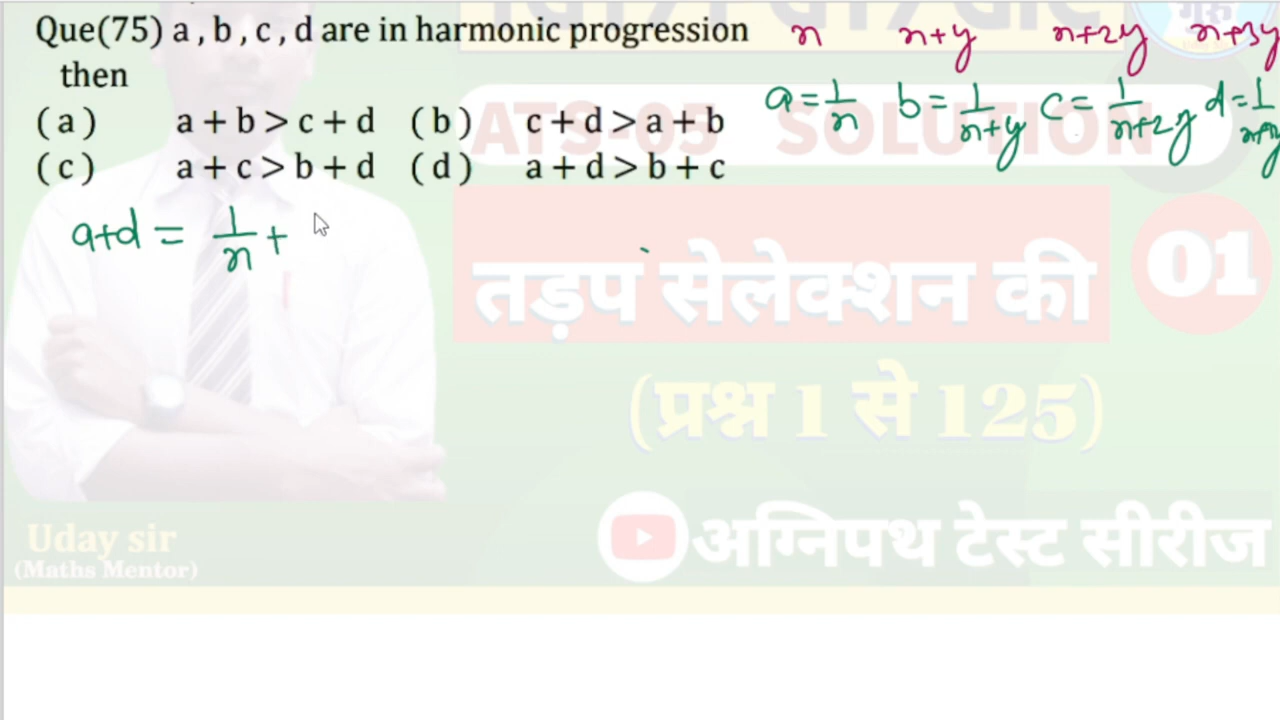 Que(75) a , b , c , d are in harmonic progression
then
(a) a + b > c + d (b) c + d > a + b
(c) a + c > b + d (d) a + d > b + c
n n+y n+2y n+3y
a = 1/n b = 1/n+y c = 1/n+2y d = 1/n+3y
a+d = 1/n +
ATS-05 SOLUTION
तड़प सेलेक्शन की 01
(प्रश्न 1 से 125)
Uday sir
(Maths Mentor)
अग्निपथ टेस्ट सीरीज